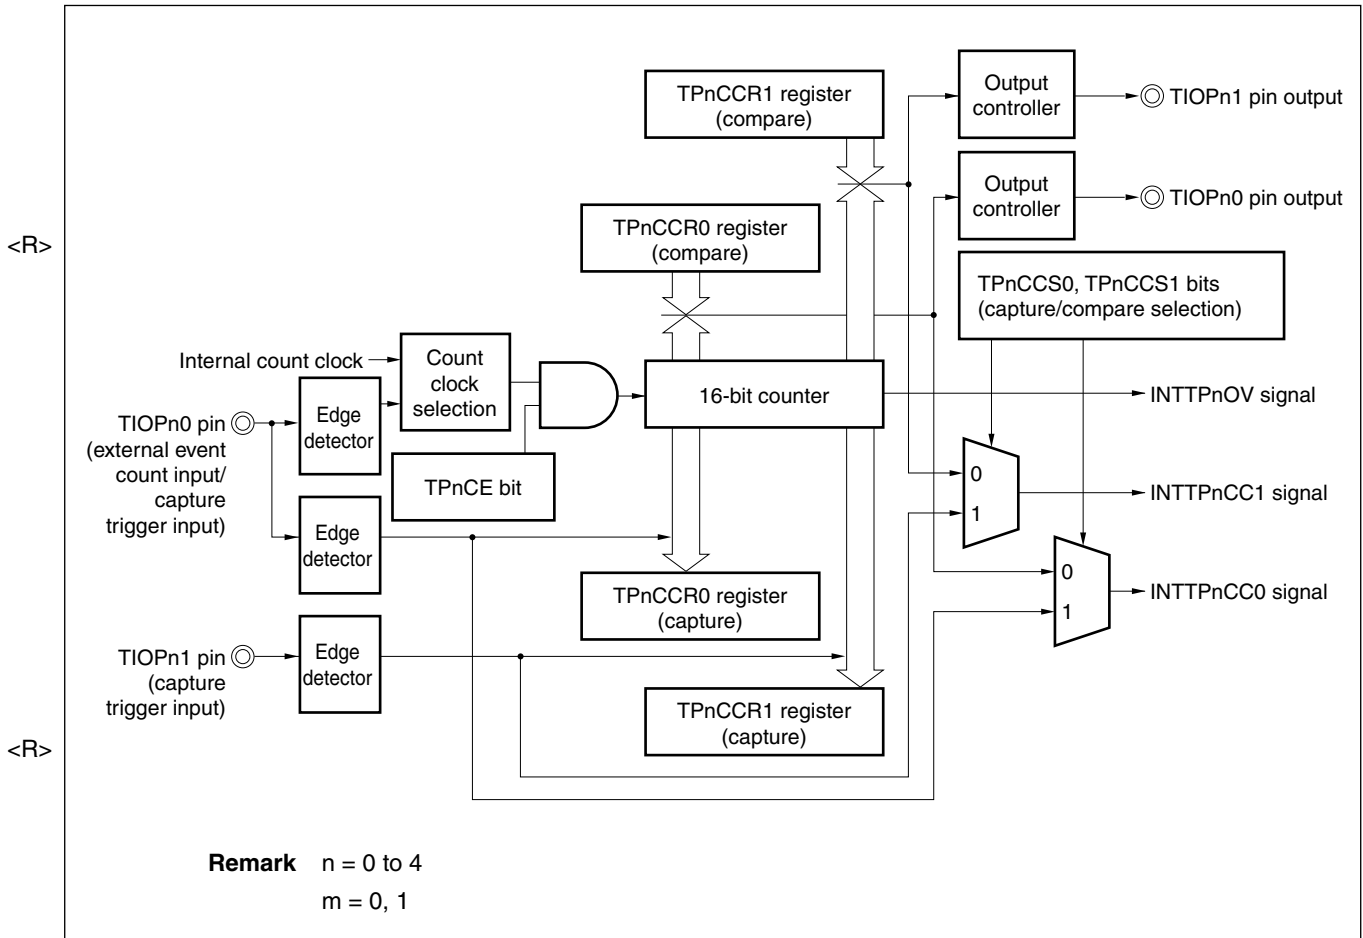 TPnCCR1 register
(compare)
Output
controller
TIOPn1 pin output
Output
controller
TIOPn0 pin output
<R>
TPnCCR0 register
(compare)
TPnCCS0, TPnCCS1 bits
(capture/compare selection)
Internal count clock
Count
clock
selection
16-bit counter
INTTPnOV signal
TIOPn0 pin
(external event
count input/
capture
trigger input)
Edge
detector
TPnCE bit
0
1
INTTPnCC1 signal
Edge
detector
0
1
INTTPnCC0 signal
TPnCCR0 register
(capture)
TIOPn1 pin
(capture
trigger input)
Edge
detector
TPnCCR1 register
(capture)
<R>
Remark n = 0 to 4
m = 0, 1